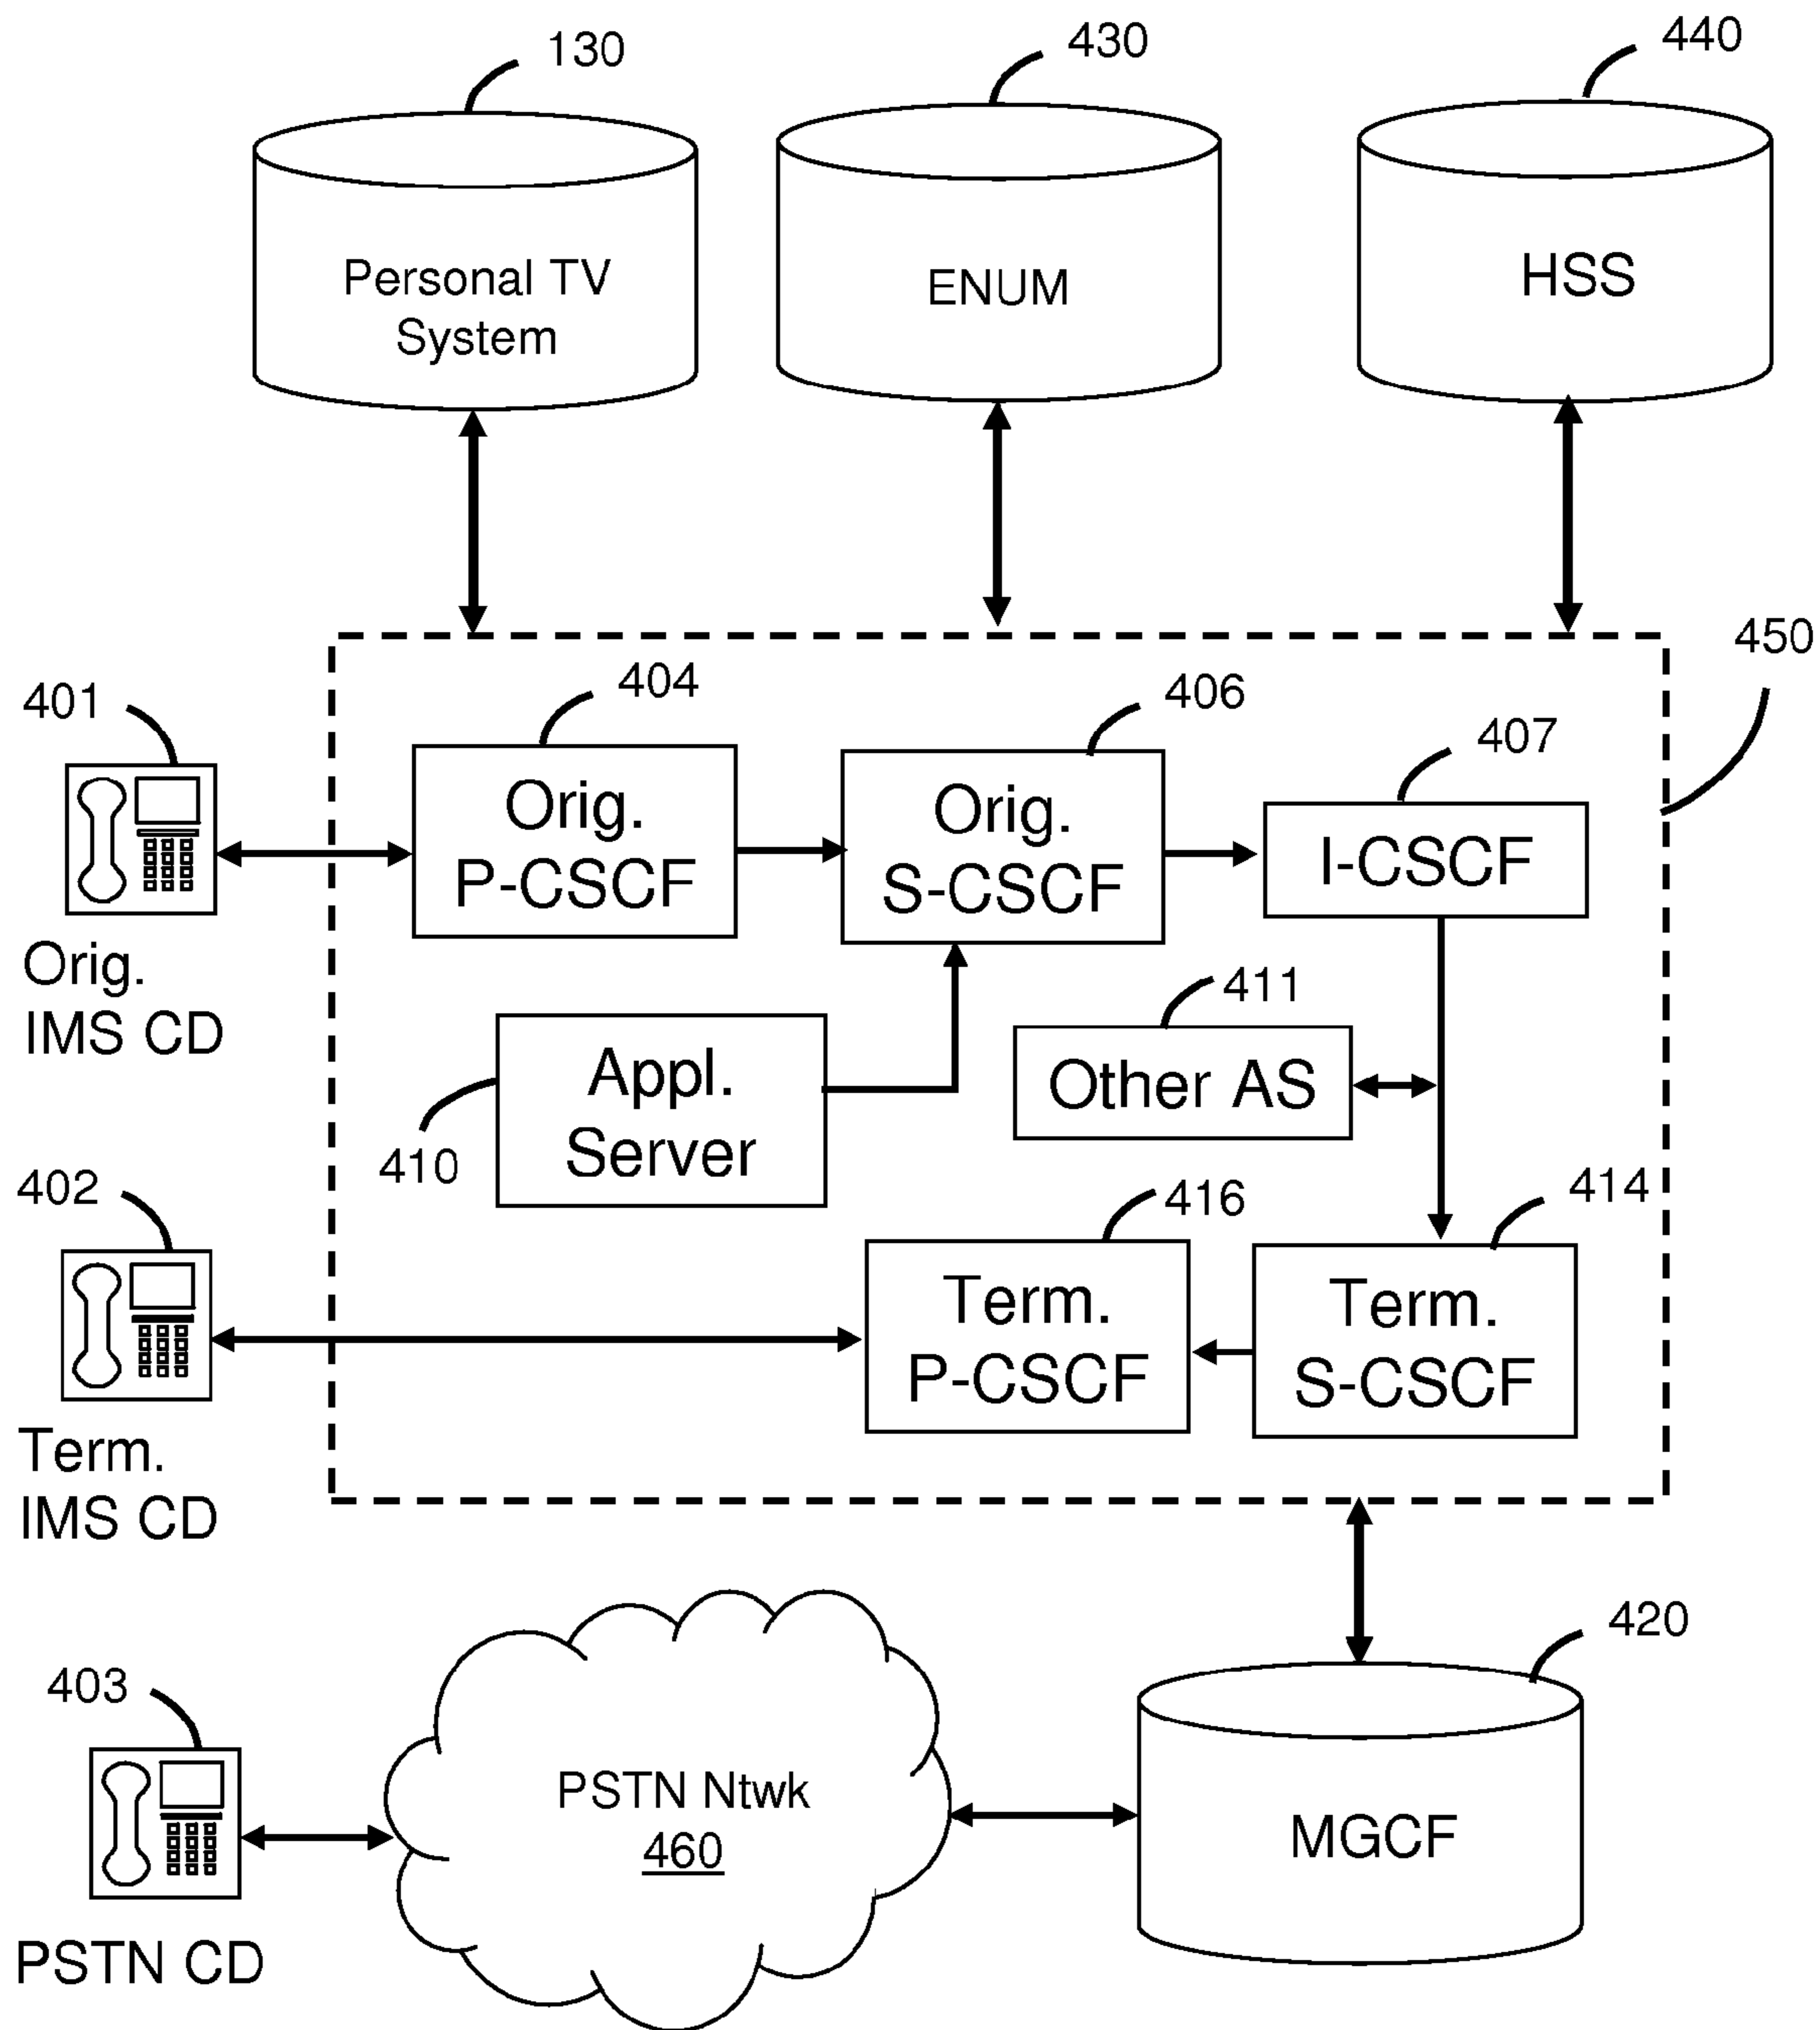 130
430
440
Personal TV
System
ENUM
HSS
450
404
406
407
401
Orig.
P-CSCF
Orig.
S-CSCF
I-CSCF
Orig.
IMS CD
411
Other AS
Appl.
Server
410
402
416
414
Term.
P-CSCF
Term.
S-CSCF
Term.
IMS CD
420
403
PSTN Ntwk
460
MGCF
PSTN CD